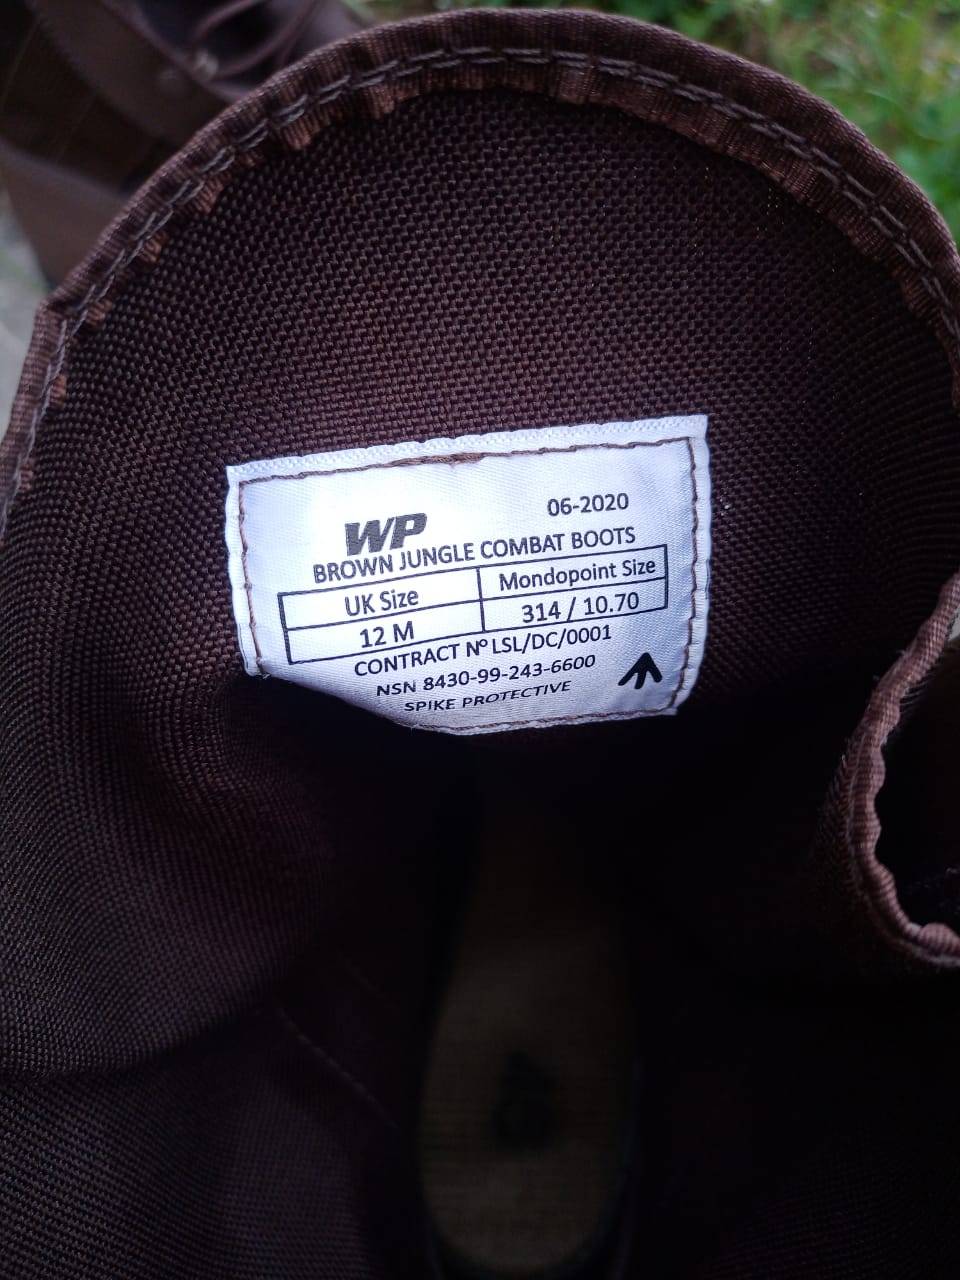 06-2020
WP
BROWN JUNGLE COMBAT BOOTS
UK Size Mondopoint Size
12 M 314 / 10.70
CONTRACT Nº LSL/DC/0001
NSN 8430-99-243-6600
SPIKE PROTECTIVE